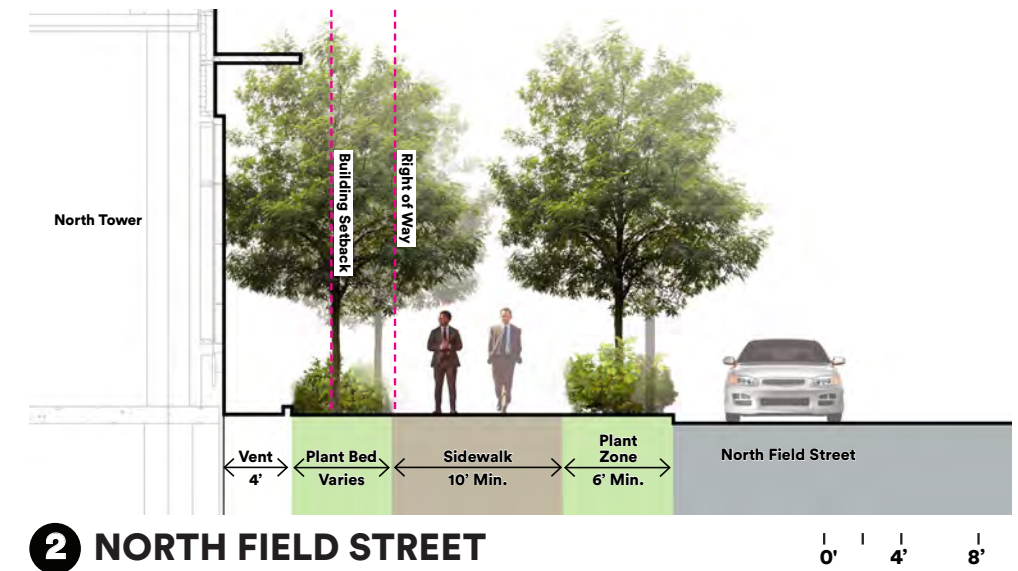 North Tower
Building Setback
Right of Way
Vent
4’
Plant Bed
Varies
Sidewalk
10’ Min.
Plant
Zone
6’ Min.
North Field Street
2 NORTH FIELD STREET
0' 4’ 8’